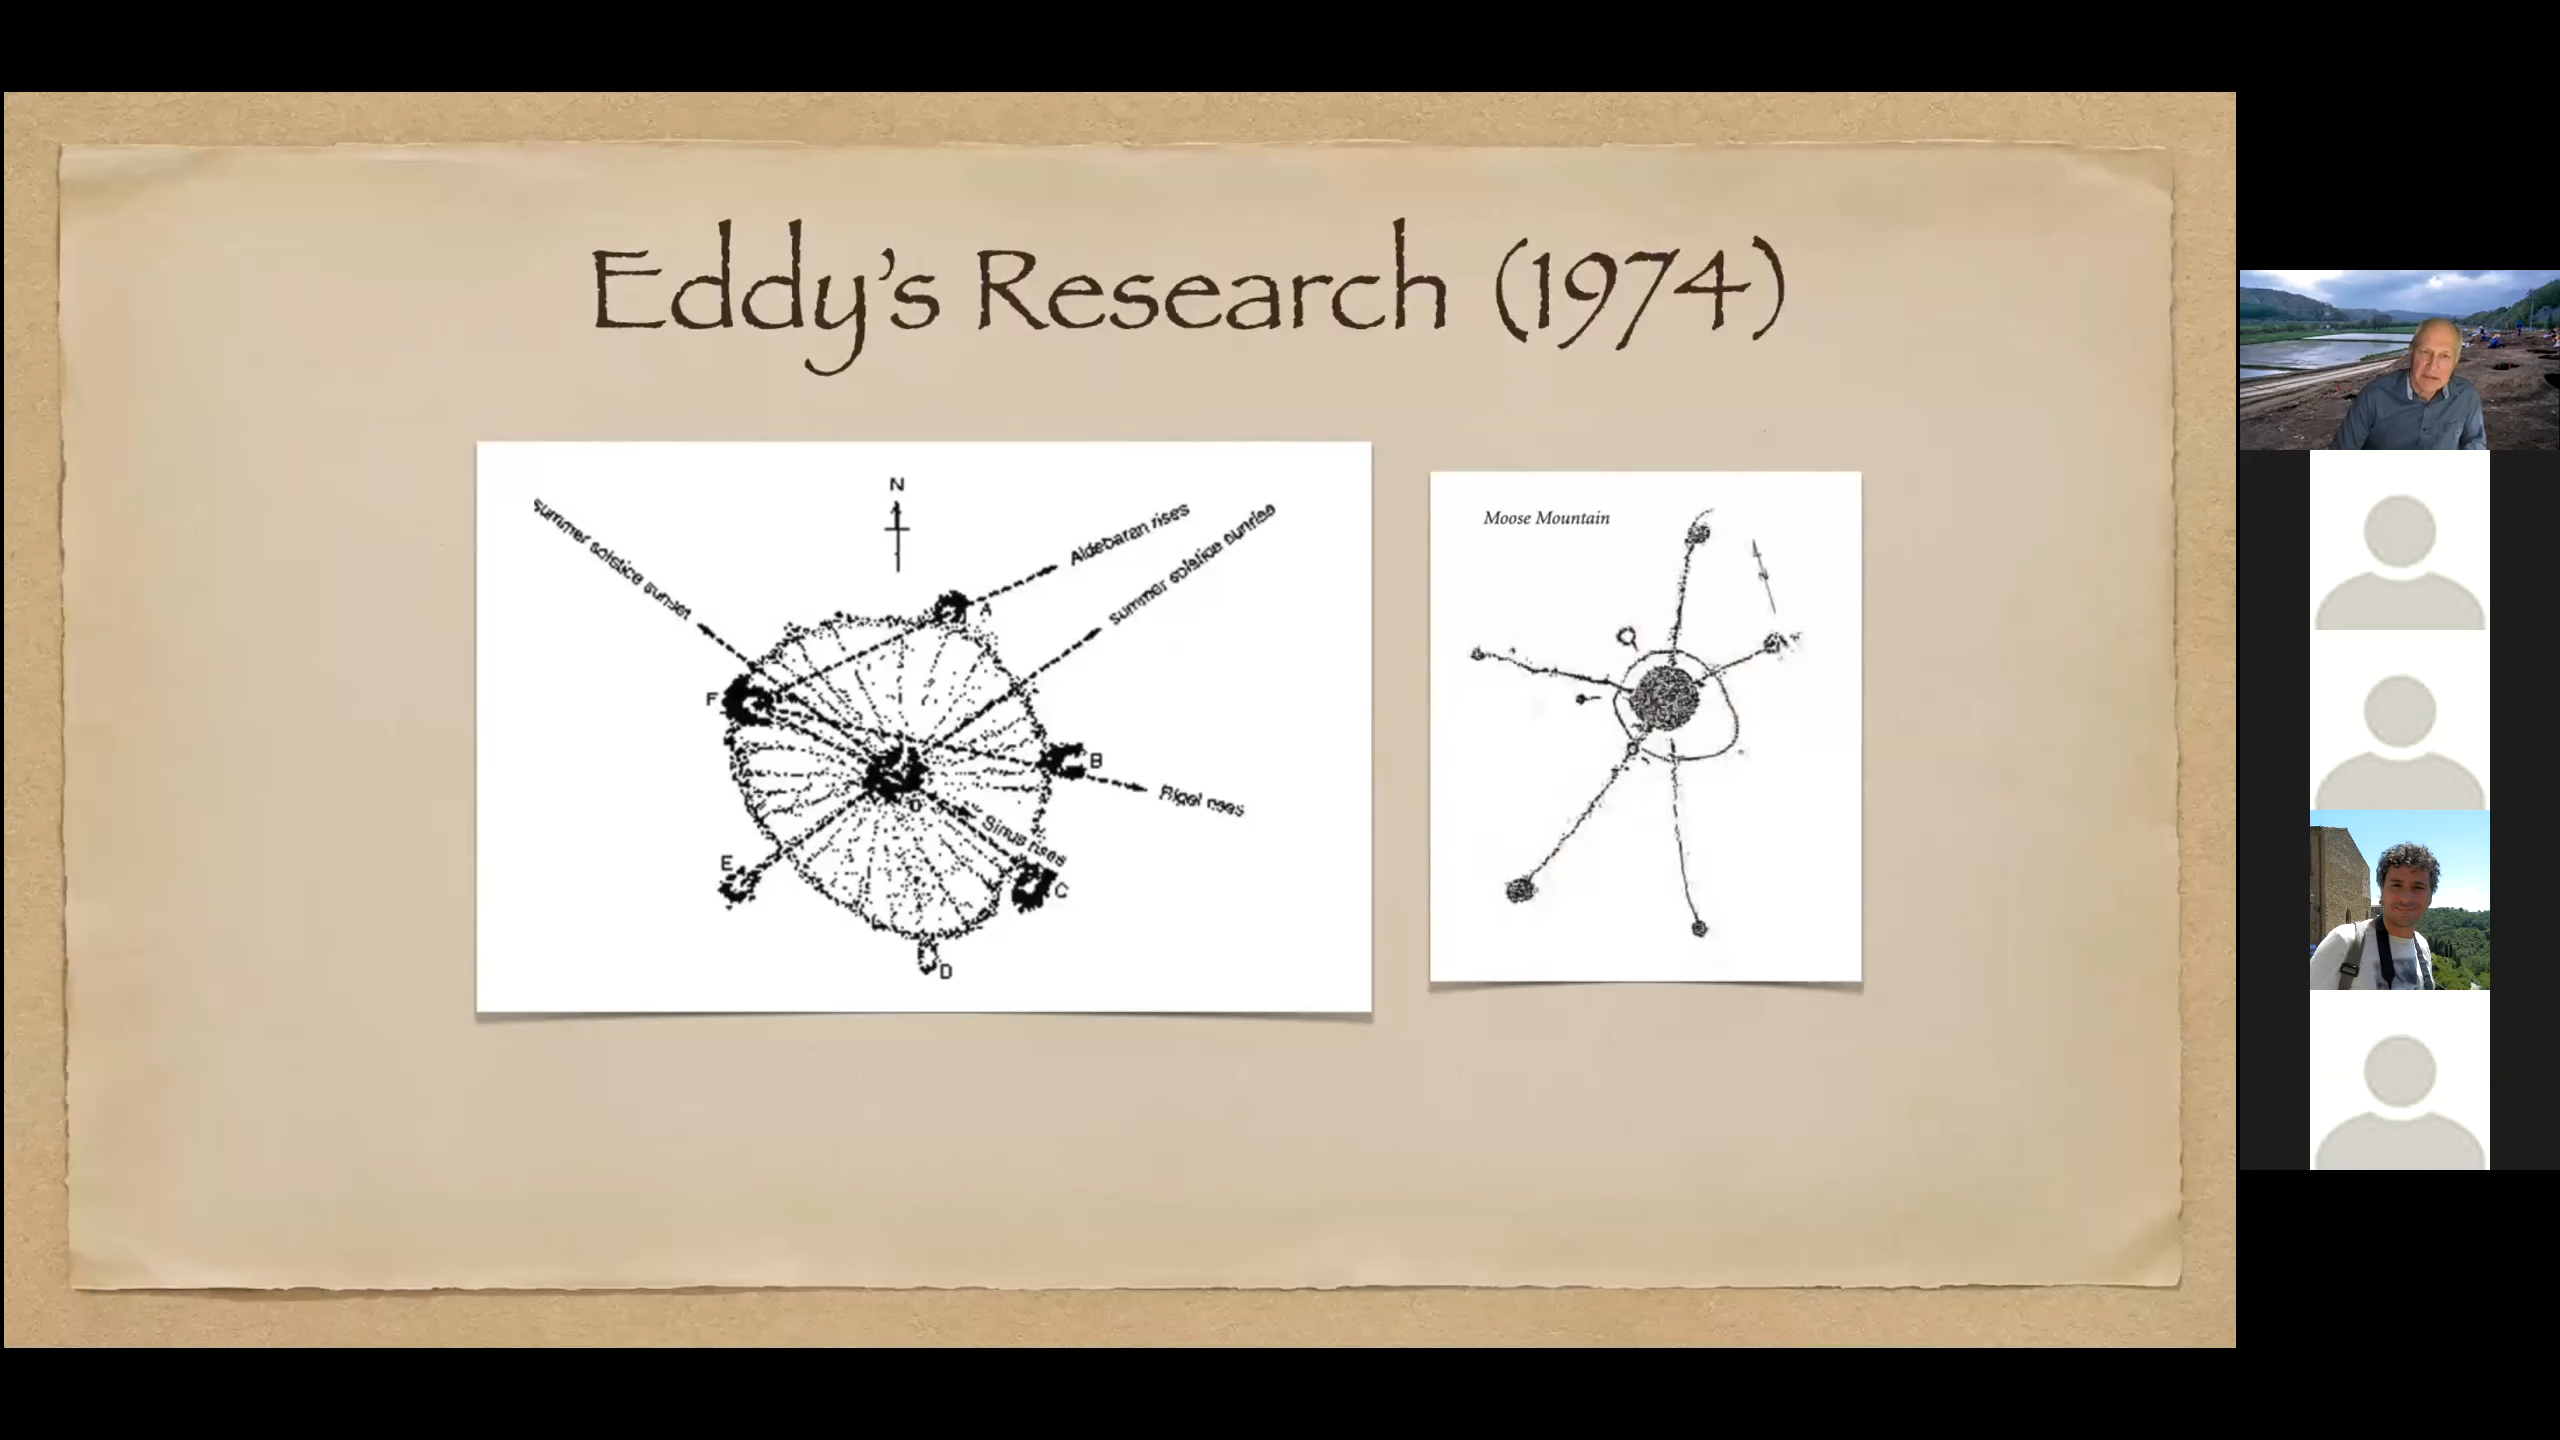 Eddy's Research (1974)
N
summer solstice sunset
Aldebaran rises
summer solstice sunrise
A
F
B
O
Rigel rises
Sirius rises
E
C
D
Moose Mountain
N